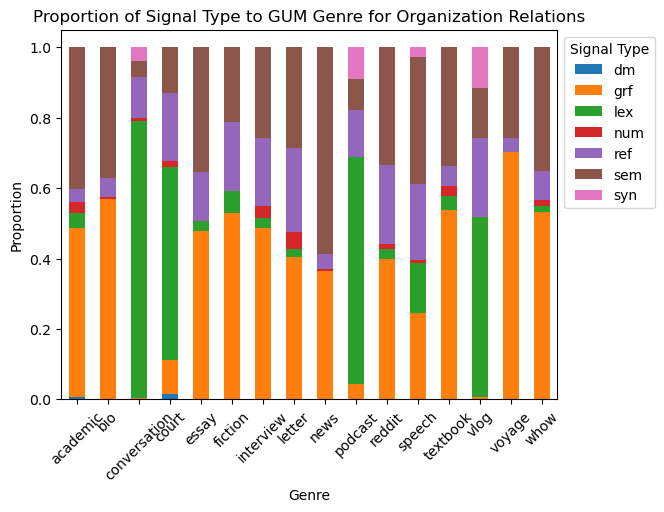 Proportion of Signal Type to GUM Genre for Organization Relations
Signal Type
dm
grf
lex
num
ref
sem
syn
Proportion
1.0
0.8
0.6
0.4
0.2
0.0
academic
bio
conversation
court
essay
fiction
interview
letter
news
podcast
reddit
speech
textbook
vlog
voyage
whow
Genre